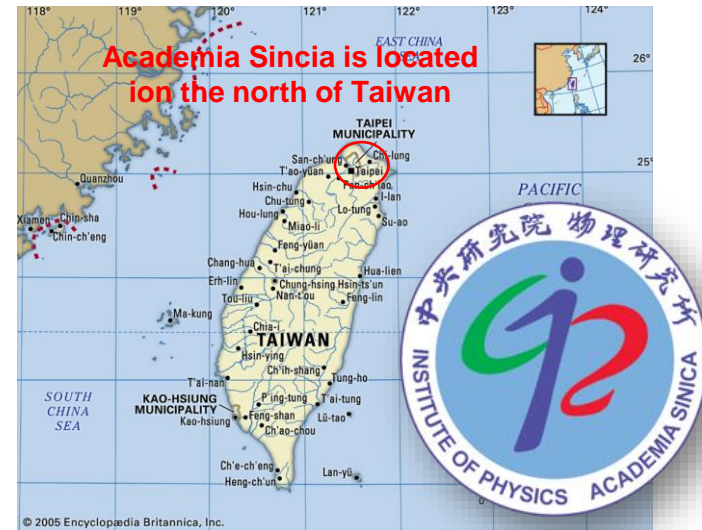 118°
119°
120°
121°
122°
123°
124°
Academia Sincia is located
ion the north of Taiwan
EAST CHINA
26°
TAIPEI
MUNICIPALITY
San-ch'ung
Chi-lung
T'ao-yüan
Taipei
25°
Quanzhou
Hsin-chu
Pan-ch'iao
Chu-tung
I-lan
Lo-tung
PACIFIC
Xiamen
Chin-sha
Chin-ch'eng
Hou-lung
Su-ao
Miao-li
Feng-yüan
Chang-hua
T'ai-chung
Hua-lien
Erh-lin
Chung-hsing Hsin-ts'un
Tou-liu
Nan-t'ou
Feng-lin
Ma-kung
Chia-i
TAIWAN
Hsin-ying
Ch'ih-shang
T'ai-nan
Tung-ho
SOUTH
CHINA
SEA
KAO-HSIUNG
MUNICIPALITY
P'ing-tung
T'ai-tung
Kao-hsiung
Feng-shan
Lü-tao
Ch'ao-chou
Ch'e-ch'eng
Heng-ch'un
Lan-yü
© 2005 Encyclopædia Britannica, Inc.
中央研究院 物理研究所
INSTITUTE OF PHYSICS ACADEMIA SINICA